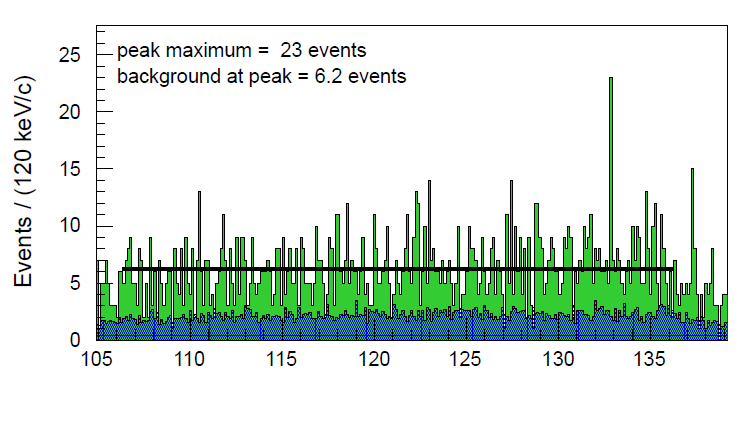 peak maximum = 23 events
background at peak = 6.2 events
Events / (120 keV/c)
25
20
15
10
5
0
105 110 115 120 125 130 135